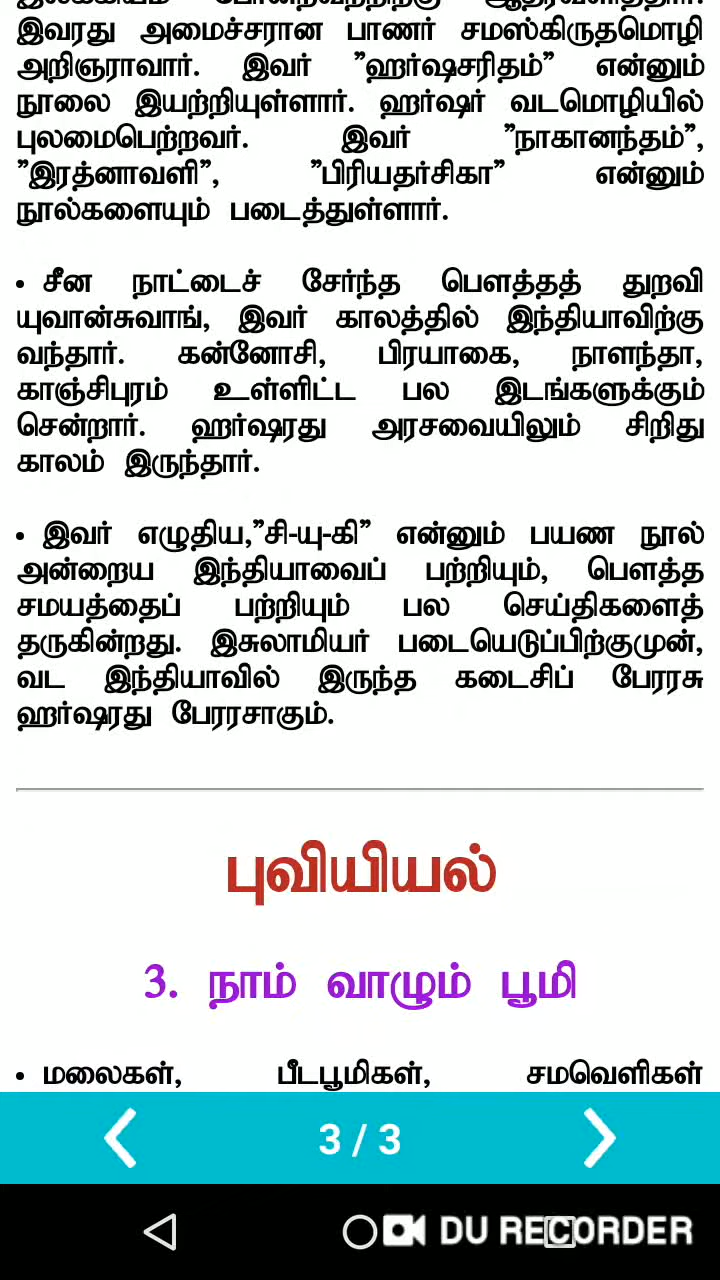 இவரது அமைச்சரான பாணர் சமஸ்கிருதமொழி
அறிஞராவார். இவர் ”ஹர்ஷசரிதம்” என்னும்
நூலை இயற்றியுள்ளார். ஹர்ஷர் வடமொழியில்
புலமைபெற்றவர். இவர் ”நாகானந்தம்”,
”இரத்னாவளி”, ”பிரியதர்சிகா” என்னும்
நூல்களையும் படைத்துள்ளார்.
• சீன நாட்டைச் சேர்ந்த பௌத்தத் துறவி
யுவான்சுவாங், இவர் காலத்தில் இந்தியாவிற்கு
வந்தார். கன்னோசி, பிரயாகை, நாளந்தா,
காஞ்சிபுரம் உள்ளிட்ட பல இடங்களுக்கும்
சென்றார். ஹர்ஷரது அரசவையிலும் சிறிது
காலம் இருந்தார்.
• இவர் எழுதிய,”சி-யு-கி” என்னும் பயண நூல்
அன்றைய இந்தியாவைப் பற்றியும், பௌத்த
சமயத்தைப் பற்றியும் பல செய்திகளைத்
தருகின்றது. இசுலாமியர் படையெடுப்பிற்குமுன்,
வட இந்தியாவில் இருந்த கடைசிப் பேரரசு
ஹர்ஷரது பேரரசாகும்.
புவியியல்
3. நாம் வாழும் பூமி
• மலைகள், பீடபூமிகள், சமவெளிகள்
3 / 3
DU RECORDER